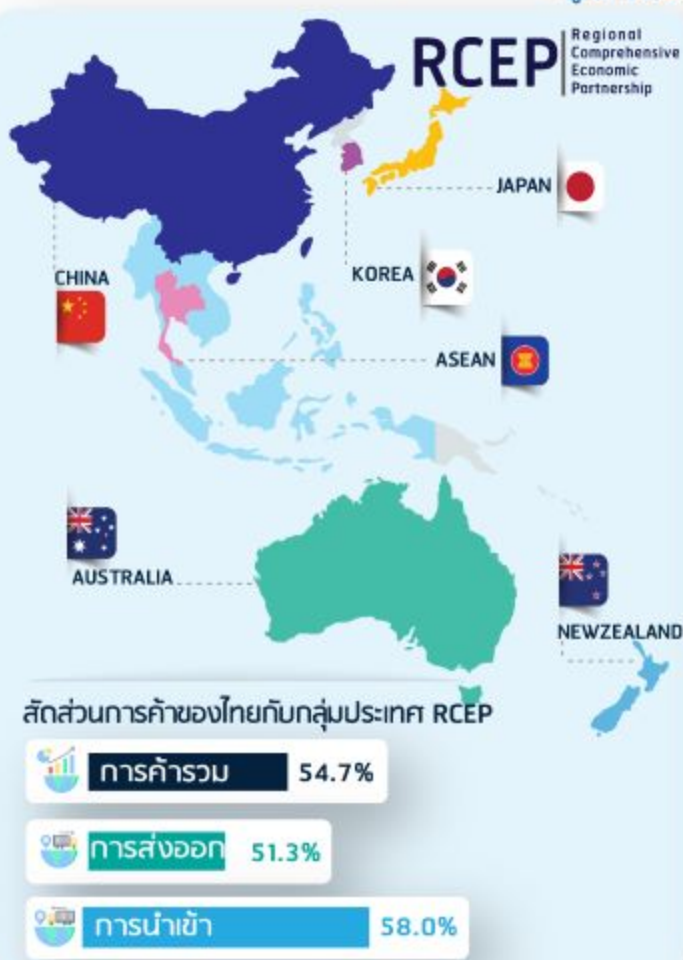 RCEP
Regional
Comprehensive
Economic
Partnership
JAPAN
CHINA
KOREA
ASEAN
AUSTRALIA
NEWZEALAND
สัดส่วนการค้าของไทยกับกลุ่มประเทศ RCEP
การค้ารวม 54.7%
การส่งออก 51.3%
การนำเข้า 58.0%